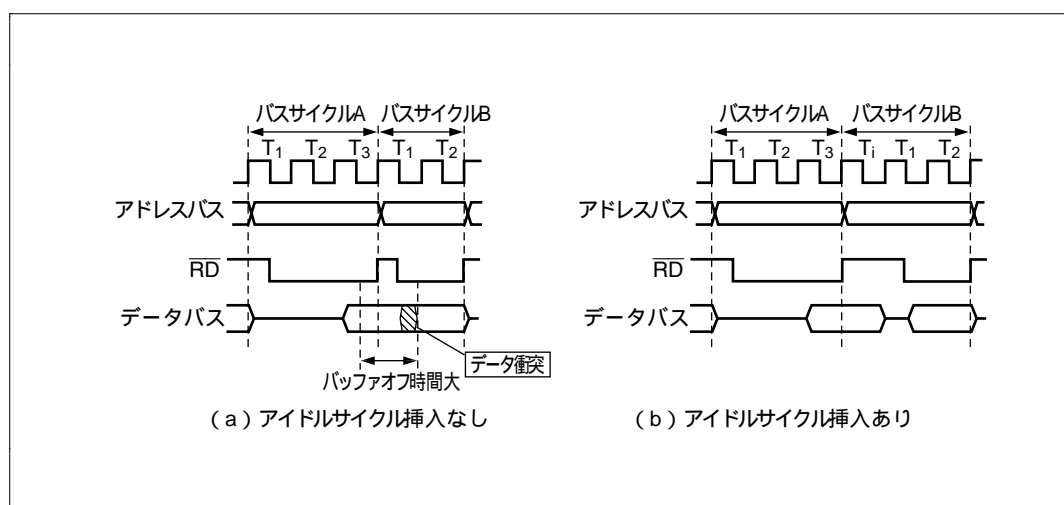 バスサイクルA バスサイクルB
T1 T2 T3 T1 T2
アドレスバス
RD
データバス
データ衝突
バッファオフ時間大
(a)アイドルサイクル挿入なし
バスサイクルA バスサイクルB
T1 T2 T3 Ti T1 T2
アドレスバス
RD
データバス
(b)アイドルサイクル挿入あり